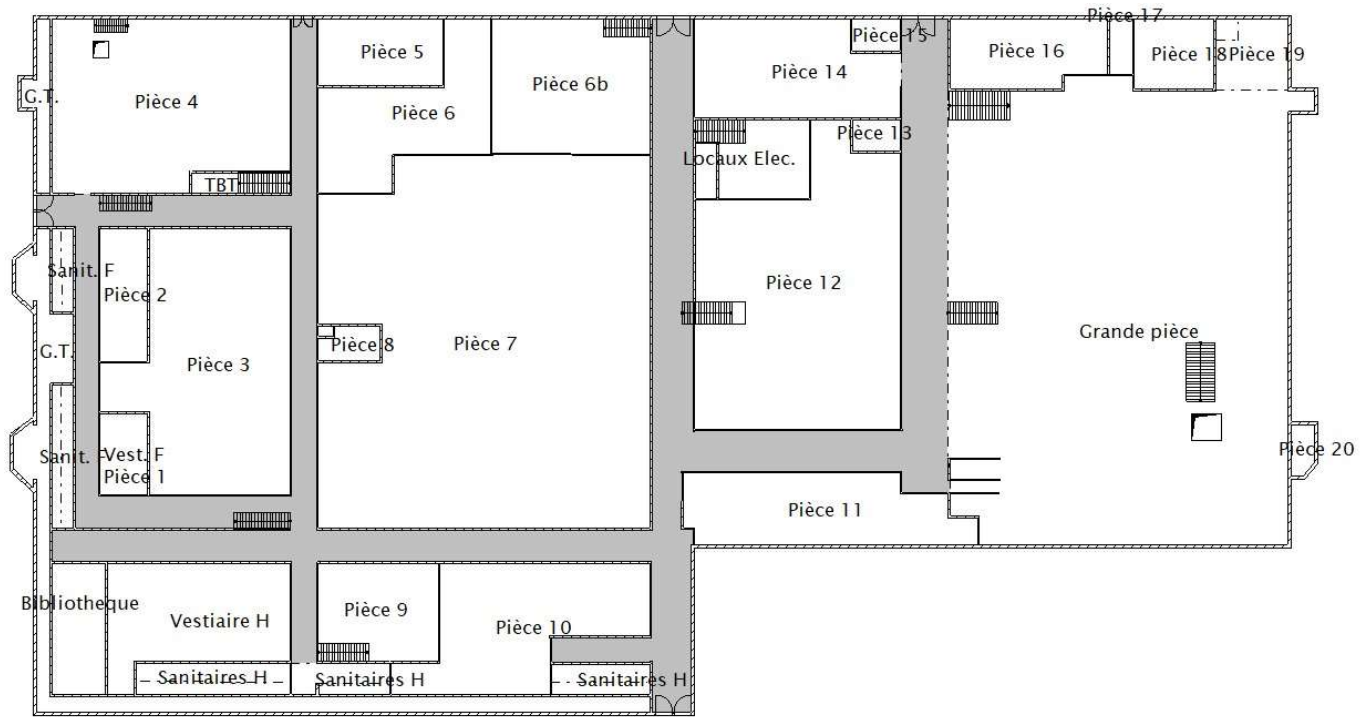 Pièce 17
Pièce 5
Pièce 15
Pièce 16
Pièce 18
Pièce 19
Pièce 14
Pièce 6b
G.T.
Pièce 4
Pièce 6
Pièce 13
Locaux Elec.
TBT
Sanit. F
Pièce 2
Pièce 12
Grande pièce
G.T.
Pièce 8
Pièce 7
Pièce 3
Sanit. F
Vest. F
Pièce 1
Pièce 20
Pièce 11
Bibliotheque
Vestiaire H
Pièce 9
Pièce 10
Sanitaires H
Sanitaires H
Sanitaires H